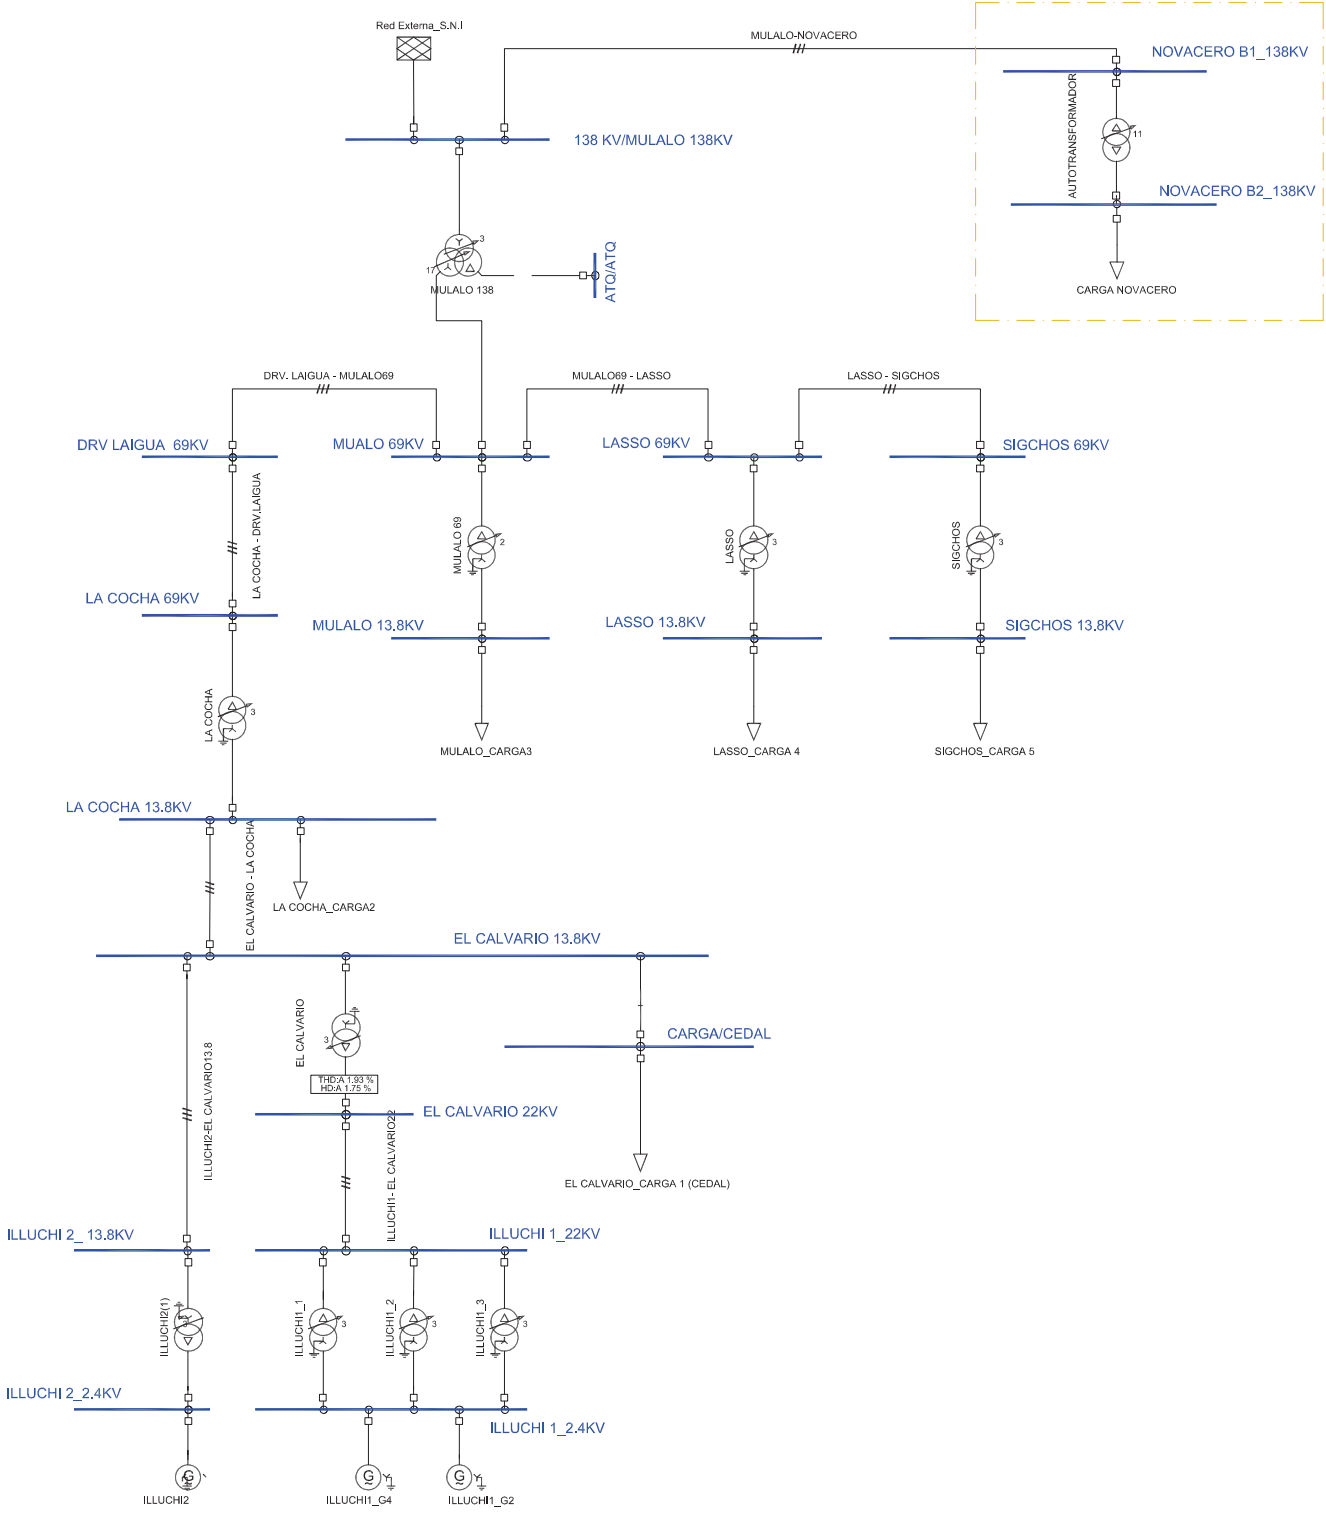 Red Externa_S.N.I
MULALO-NOVACERO
NOVACERO B1_138KV
AUTOTRANSFORMADOR
11
138 KV/MULALO 138KV
NOVACERO B2_138KV
3
17
MULALO 138
ATQ/ATQ
CARGA NOVACERO
DRV. LAIGUA - MULALO69
MULALO69 - LASSO
LASSO - SIGCHOS
DRV LAIGUA 69KV
MUALO 69KV
LASSO 69KV
SIGCHOS 69KV
LA COCHA - DRV.LAIGUA
MULALO 69
2
LASSO
3
SIGCHOS
3
LA COCHA 69KV
MULALO 13.8KV
LASSO 13.8KV
SIGCHOS 13.8KV
LA COCHA
3
MULALO_CARGA3
LASSO_CARGA 4
SIGCHOS_CARGA 5
LA COCHA 13.8KV
EL CALVARIO - LA COCHA
LA COCHA_CARGA2
EL CALVARIO 13.8KV
EL CALVARIO
3
CARGA/CEDAL
ILLUCHI2-EL CALVARIO13.8
THD:A 1.93 %
HD:A 1.75 %
EL CALVARIO 22KV
ILLUCHI1- EL CALVARIO22
EL CALVARIO_CARGA 1 (CEDAL)
ILLUCHI 2_ 13.8KV
ILLUCHI 1_22KV
ILLUCHI2(1)
3
ILLUCHI1_1
3
ILLUCHI1_2
3
ILLUCHI1_3
3
ILLUCHI 2_2.4KV
ILLUCHI 1_2.4KV
G
G
G
ILLUCHI2
ILLUCHI1_G4
ILLUCHI1_G2